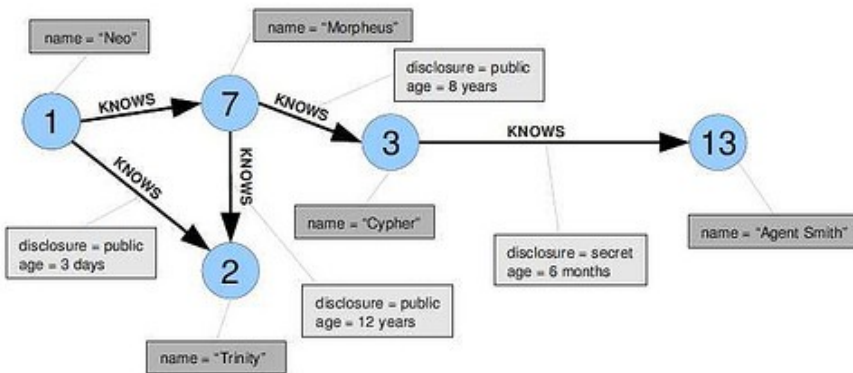 name = “Neo”
name = “Morpheus”
disclosure = public
age = 8 years
1
KNOWS
7
KNOWS
3
KNOWS
13
KNOWS
KNOWS
name = “Cypher”
name = “Agent Smith”
disclosure = public
age = 3 days
2
disclosure = public
age = 12 years
disclosure = secret
age = 6 months
name = “Trinity”